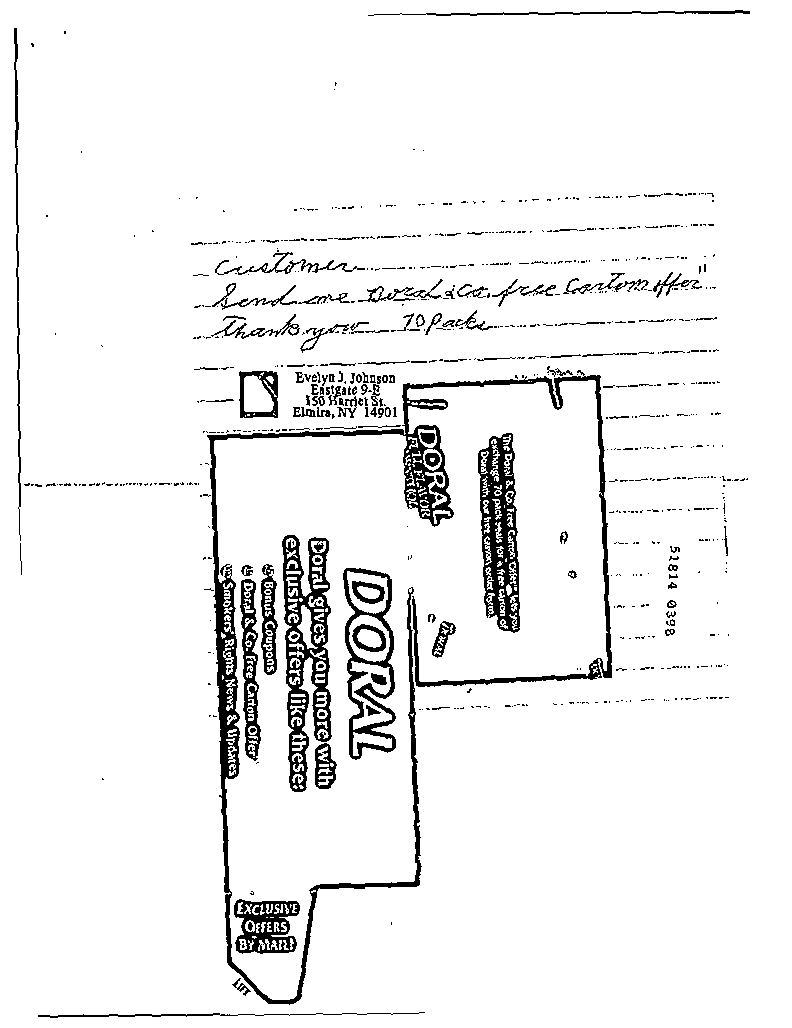 Customer
Send me Doral & Co. free Carton offer"
Thank you 70 Packs
Evelyn J. Johnson
Eastgate 9-E
150 Harriet St.
Elmira, NY 14901
DORAL
FULL FLAVOR
The Doral & Co. Free Carton Offer lets you
exchange 70 pack seals for a free carton of
Doral with our free carton order form.
51814 0398
DORAL
Doral gives you more with
exclusive offers like these:
Bonus Coupons
Doral & Co. Free Carton Offer
Smokers' Rights News & Updates
EXCLUSIVE
OFFERS
BY MAIL!
LIFT